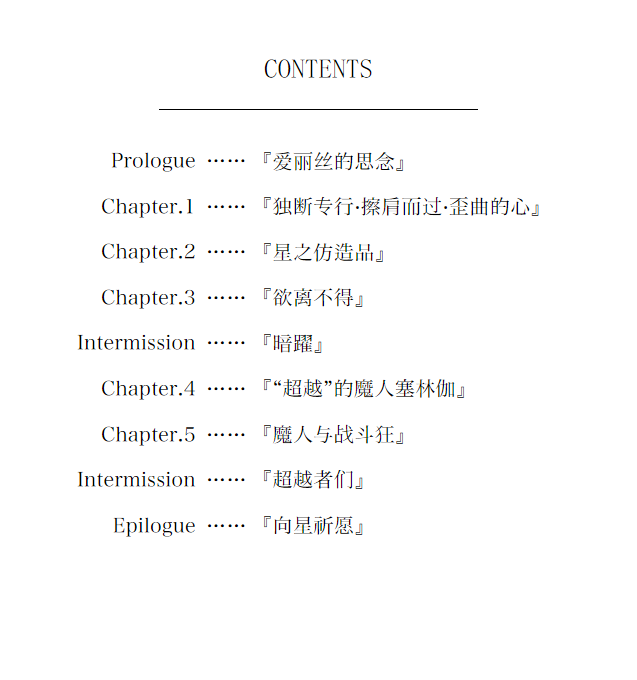 CONTENTS
Prologue …… 『爱丽丝的思念』
Chapter.1 …… 『独断专行·擦肩而过·歪曲的心』
Chapter.2 …… 『星之仿造品』
Chapter.3 …… 『欲离不得』
Intermission …… 『暗躍』
Chapter.4 …… 『“超越”的魔人塞林伽』
Chapter.5 …… 『魔人与战斗狂』
Intermission …… 『超越者们』
Epilogue …… 『向星祈愿』